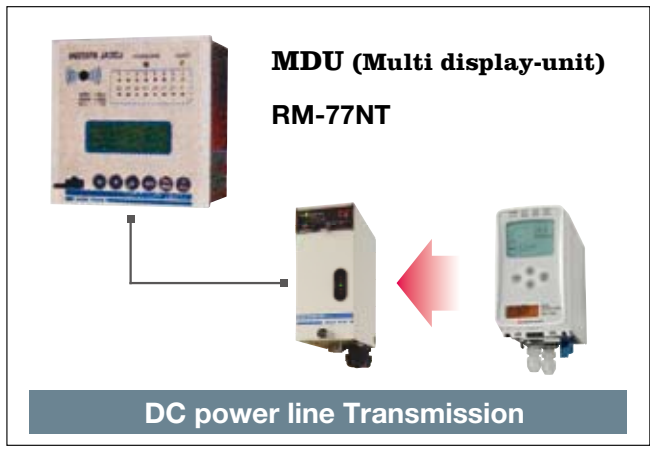 MDU (Multi display-unit)
RM-77NT
DC power line Transmission